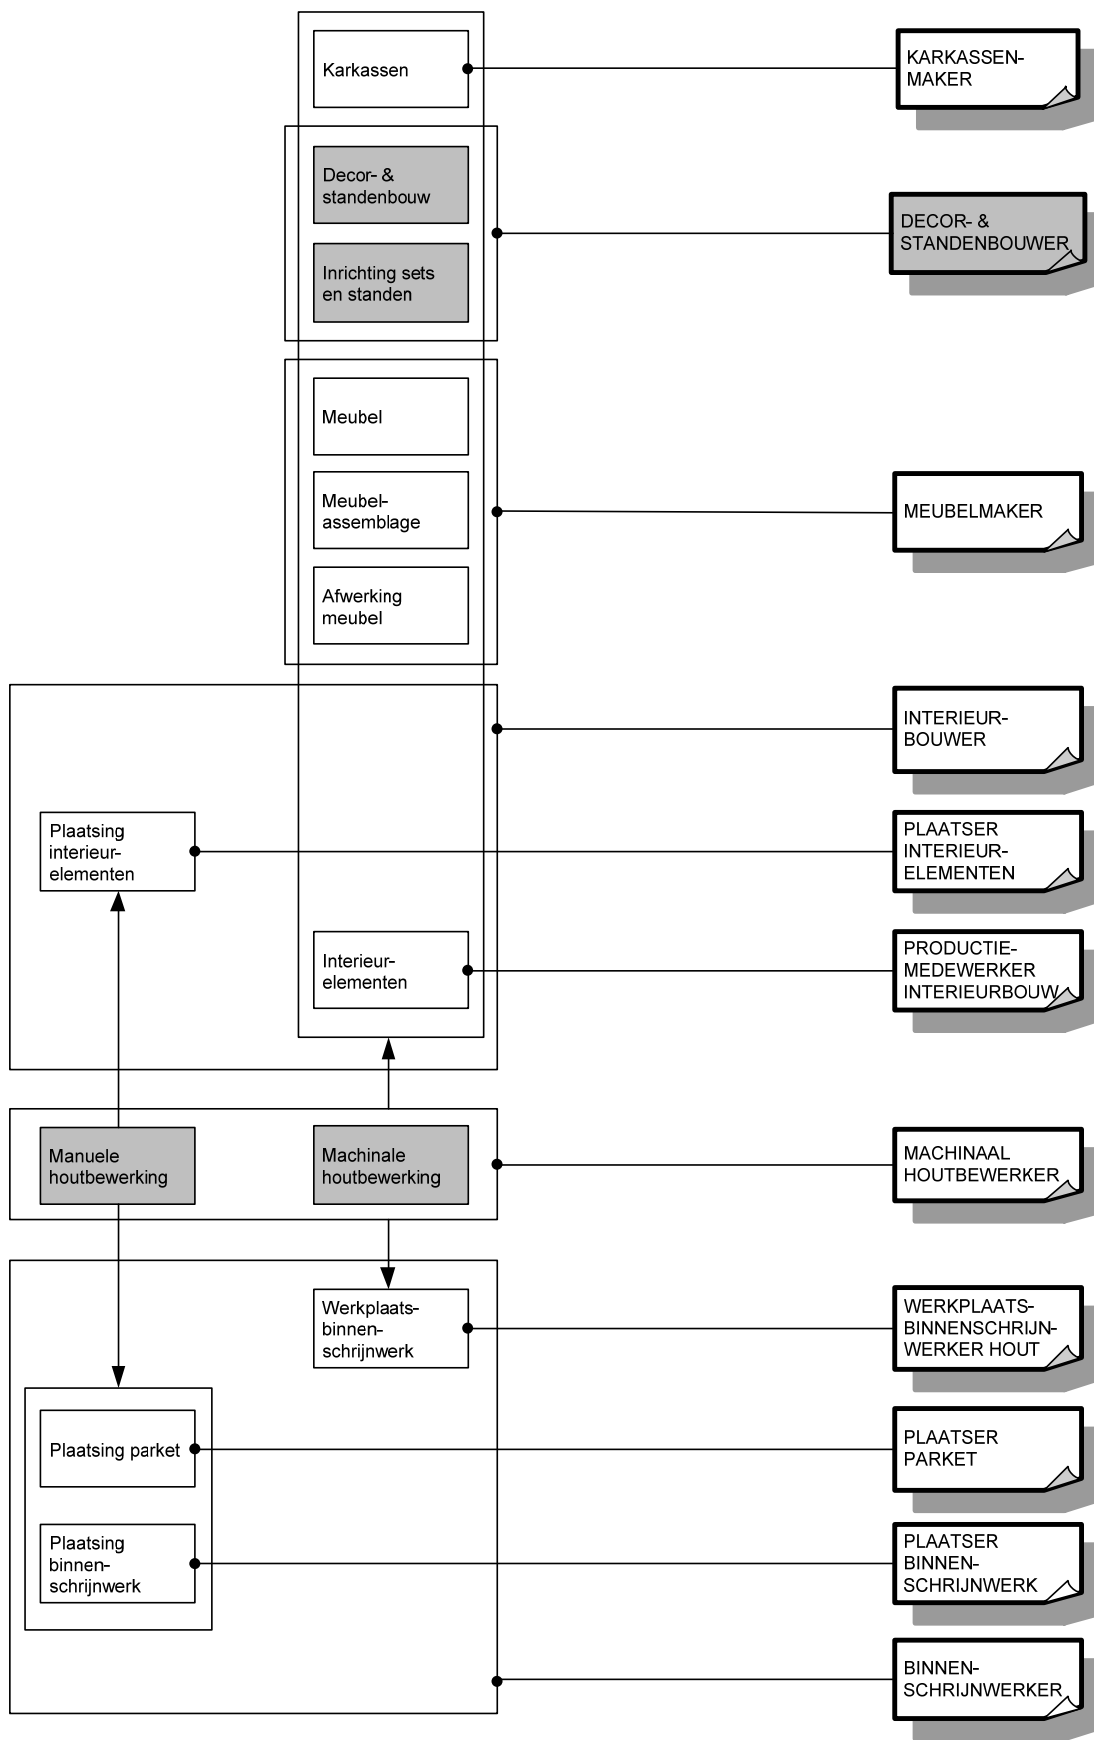 Karkassen
KARKASSEN-
MAKER
Decor- &
standenbouw
DECOR- &
STANDENBOUWER
Inrichting sets
en standen
Meubel
Meubel-
assemblage
MEUBELMAKER
Afwerking
meubel
INTERIEUR-
BOUWER
Plaatsing
interieur-
elementen
PLAATSER
INTERIEUR-
ELEMENTEN
Interieur-
elementen
PRODUCTIE-
MEDEWERKER
INTERIEURBOUW
Manuele
houtbewerking
Machinale
houtbewerking
MACHINAAL
HOUTBEWERKER
Werkplaats-
binnen-
schrijnwerk
WERKPLAATS-
BINNENSCHRIJN-
WERKER HOUT
Plaatsing parket
PLAATSER
PARKET
Plaatsing
binnen-
schrijnwerk
PLAATSER
BINNEN-
SCHRIJNWERK
BINNEN-
SCHRIJNWERKER